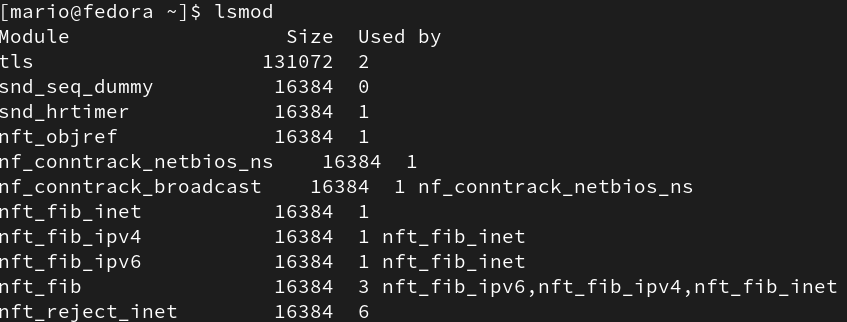 [mario@fedora ~]$ lsmod
Module                  Size  Used by
tls                   131072  2
snd_seq_dummy          16384  0
snd_hrtimer            16384  1
nft_objref             16384  1
nf_conntrack_netbios_ns    16384  1
nf_conntrack_broadcast    16384  1 nf_conntrack_netbios_ns
nft_fib_inet           16384  1
nft_fib_ipv4           16384  1 nft_fib_inet
nft_fib_ipv6           16384  1 nft_fib_inet
nft_fib                16384  3 nft_fib_ipv6,nft_fib_ipv4,nft_fib_inet
nft_reject_inet        16384  6